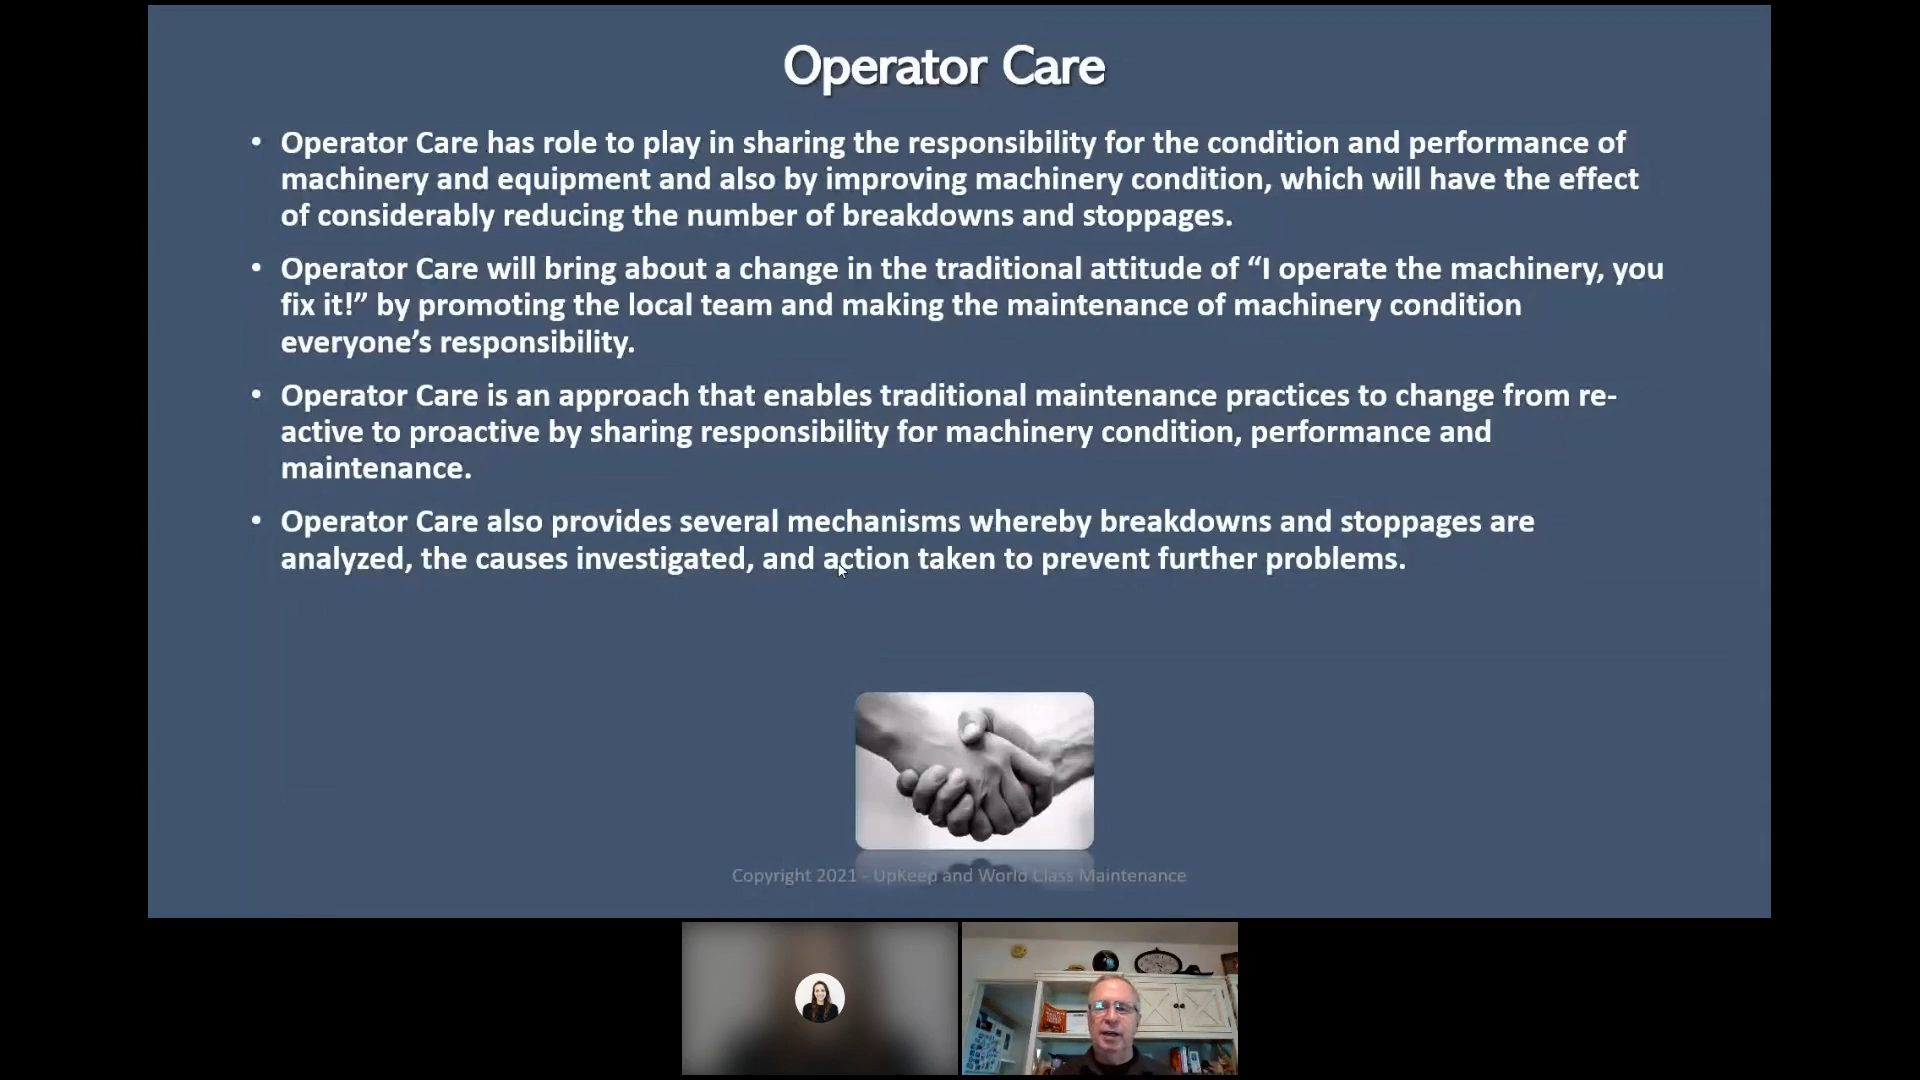 Operator Care
• Operator Care has role to play in sharing the responsibility for the condition and performance of
machinery and equipment and also by improving machinery condition, which will have the effect
of considerably reducing the number of breakdowns and stoppages.
• Operator Care will bring about a change in the traditional attitude of “I operate the machinery, you
fix it!” by promoting the local team and making the maintenance of machinery condition
everyone’s responsibility.
• Operator Care is an approach that enables traditional maintenance practices to change from re-
active to proactive by sharing responsibility for machinery condition, performance and
maintenance.
• Operator Care also provides several mechanisms whereby breakdowns and stoppages are
analyzed, the causes investigated, and action taken to prevent further problems.
Copyright 2021 - UpKeep and World Class Maintenance